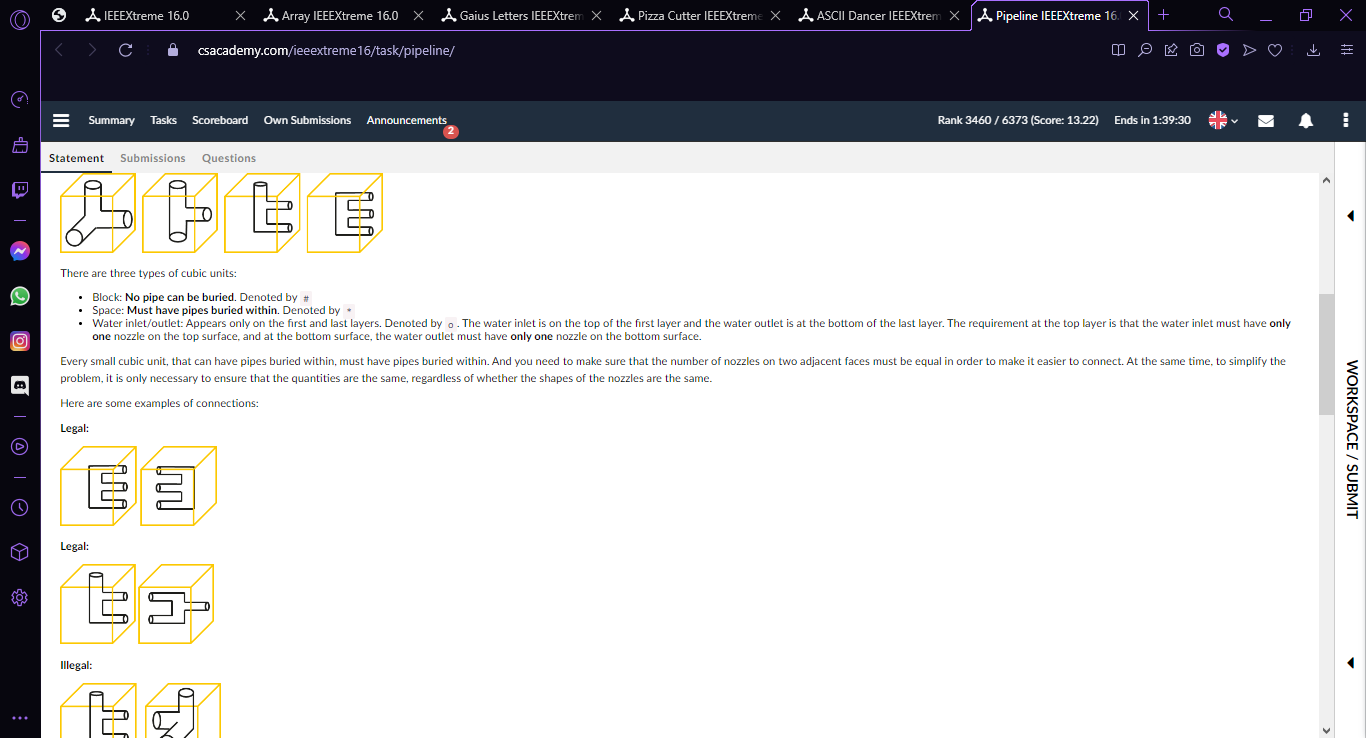 IEEEXtreme 16.0
Array IEEEXtreme 16.0
Gaius Letters IEEEXtrem
Pizza Cutter IEEEXtreme
ASCII Dancer IEEEXtrem
Pipeline IEEEXtreme 16.
csacademy.com/ieeextreme16/task/pipeline/
Summary Tasks Scoreboard Own Submissions Announcements 2 Rank 3460 / 6373 (Score: 13.22) Ends in 1:39:30
Statement Submissions Questions
There are three types of cubic units:
• Block: No pipe can be buried. Denoted by #
• Space: Must have pipes buried within. Denoted by *
• Water inlet/outlet: Appears only on the first and last layers. Denoted by o . The water inlet is on the top of the first layer and the water outlet is at the bottom of the last layer. The requirement at the top layer is that the water inlet must have only
one nozzle on the top surface, and at the bottom surface, the water outlet must have only one nozzle on the bottom surface.
Every small cubic unit, that can have pipes buried within, must have pipes buried within. And you need to make sure that the number of nozzles on two adjacent faces must be equal in order to make it easier to connect. At the same time, to simplify the
problem, it is only necessary to ensure that the quantities are the same, regardless of whether the shapes of the nozzles are the same.
Here are some examples of connections:
Legal:
Legal:
Illegal:
WORKSPACE / SUBMIT